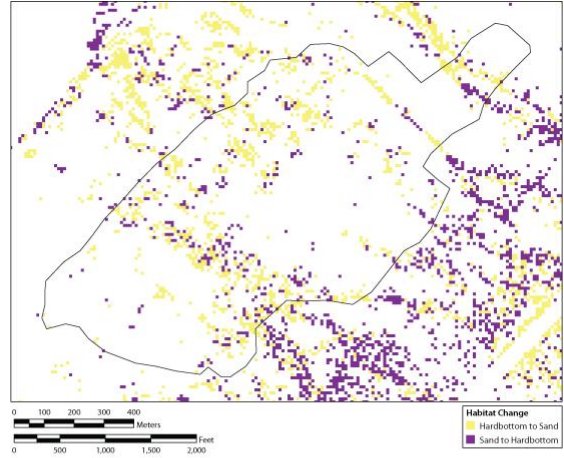 0 100 200 300 400
Meters
Feet
0 500 1,000 1,500 2,000
Habitat Change
Hardbottom to Sand
Sand to Hardbottom